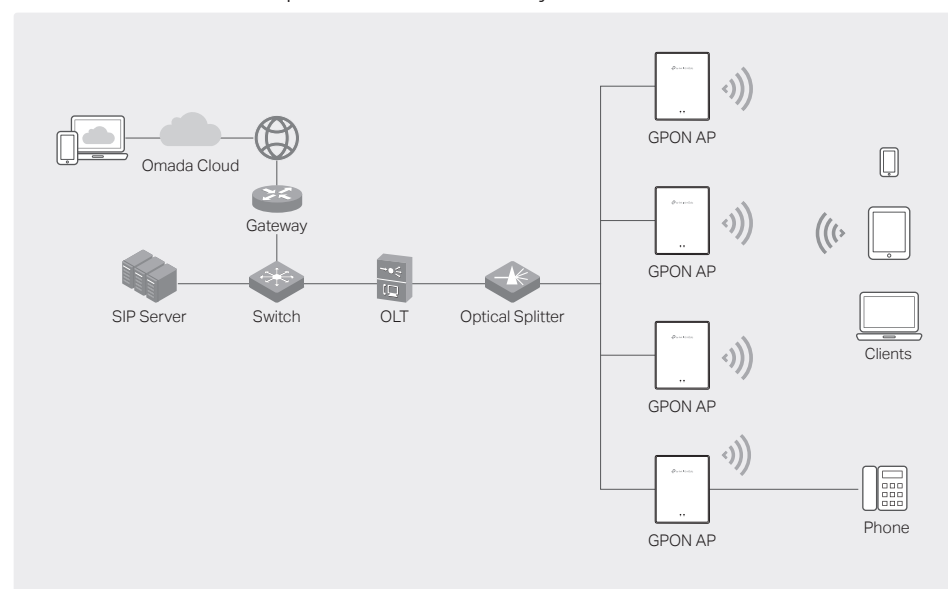 GPON AP
Omada Cloud
Gateway
GPON AP
SIP Server
Switch
OLT
Optical Splitter
Clients
GPON AP
Phone
GPON AP